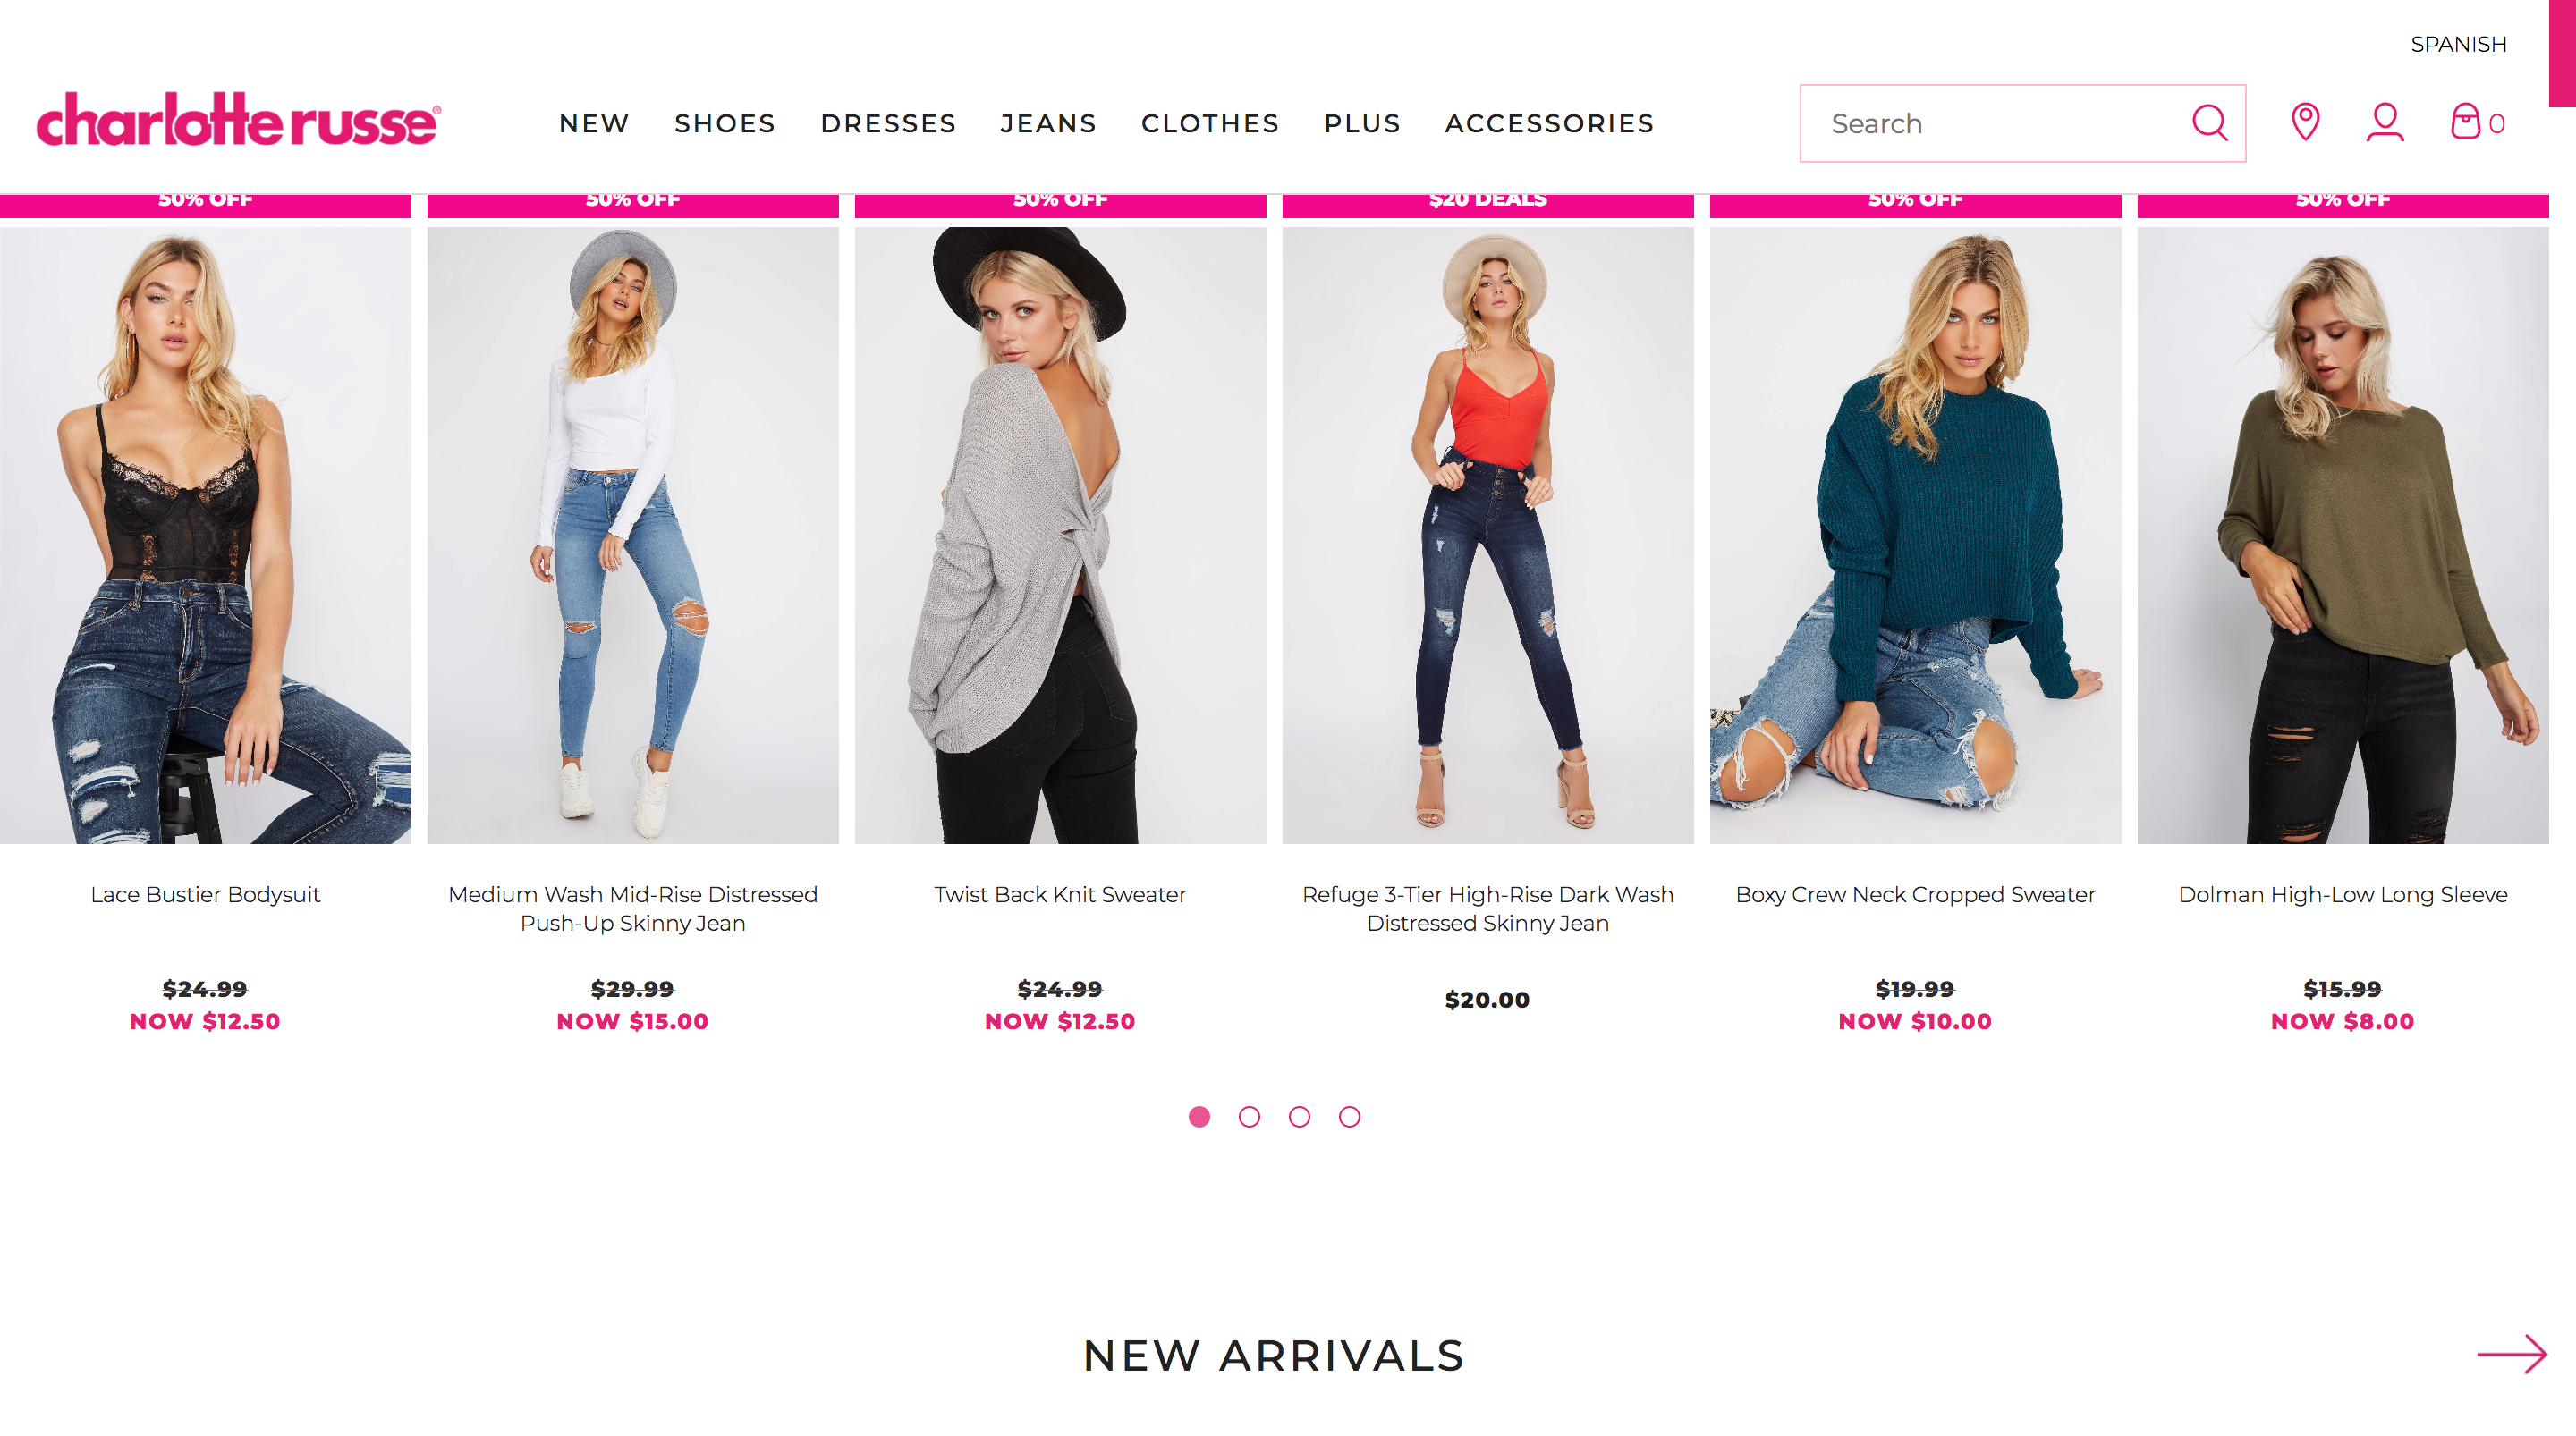 SPANISH
charlotte russe®
NEW SHOES DRESSES JEANS CLOTHES PLUS ACCESSORIES
Search
0
50% OFF
50% OFF
50% OFF
$20 DEALS
50% OFF
50% OFF
Lace Bustier Bodysuit
$24.99
NOW $12.50
Medium Wash Mid-Rise Distressed
Push-Up Skinny Jean
$29.99
NOW $15.00
Twist Back Knit Sweater
$24.99
NOW $12.50
Refuge 3-Tier High-Rise Dark Wash
Distressed Skinny Jean
$20.00
Boxy Crew Neck Cropped Sweater
$19.99
NOW $10.00
Dolman High-Low Long Sleeve
$15.99
NOW $8.00
NEW ARRIVALS